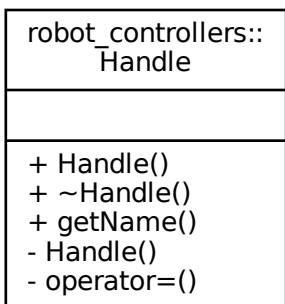 robot_controllers::
Handle
+ Handle()
+ ~Handle()
+ getName()
- Handle()
- operator=()